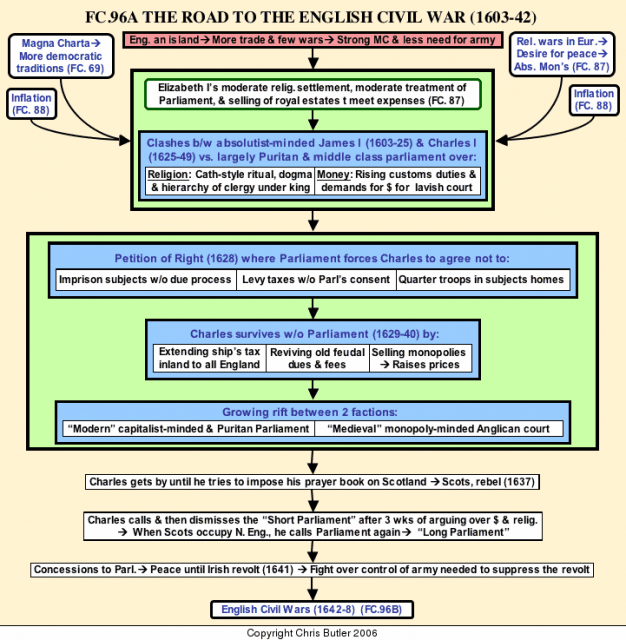 FC.96A THE ROAD TO THE ENGLISH CIVIL WAR (1603-42)
Magna Charta→
More democratic
traditions (FC. 69)
Eng. an island→ More trade & few wars→ Strong MC & less need for army
Rel. wars in Eur.→
Desire for peace→
Abs. Mon's (FC. 87)
Inflation
(FC. 88)
Inflation
(FC. 88)
Elizabeth I's moderate relig. settlement, moderate treatment of
Parliament, & selling of royal estates t meet expenses (FC. 87)
Clashes b/w absolutist-minded James I (1603-25) & Charles I
(1625-49) vs. largely Puritan & middle class parliament over:
Religion: Cath-style ritual, dogma
& hierarchy of clergy under king
Money: Rising customs duties &
demands for $ for lavish court
Petition of Right (1628) where Parliament forces Charles to agree not to:
Imprison subjects w/o due process
Levy taxes w/o Parl's consent
Quarter troops in subjects homes
Charles survives w/o Parliament (1629-40) by:
Extending ship's tax
inland to all England
Reviving old feudal
dues & fees
Selling monopolies
→ Raises prices
Growing rift between 2 factions:
“Modern” capitalist-minded & Puritan Parliament
“Medieval” monopoly-minded Anglican court
Charles gets by until he tries to impose his prayer book on Scotland →Scots, rebel (1637)
Charles calls & then dismisses the “Short Parliament” after 3 wks of arguing over $ & relig.
→ When Scots occupy N. Eng., he calls Parliament again→ “Long Parliament”
Concessions to Parl.→ Peace until Irish revolt (1641) → Fight over control of army needed to suppress the revolt
English Civil Wars (1642-8) (FC.96B)
Copyright Chris Butler 2006